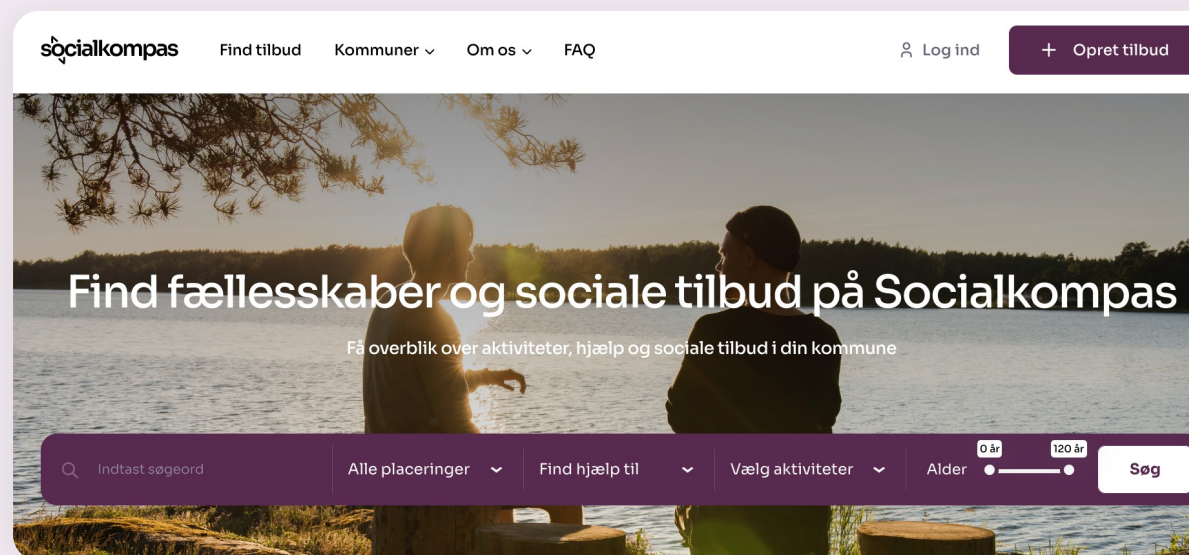 socialkompas
Find tilbud
Kommuner
Om os
FAQ
Log ind
+ Opret tilbud
Find fællesskaber og sociale tilbud på Socialkompas
Få overblik over aktiviteter, hjælp og sociale tilbud i din kommune
Indtast søgeord
Alle placeringer
Find hjælp til
Vælg aktiviteter
Alder
0 år
120 år
Søg